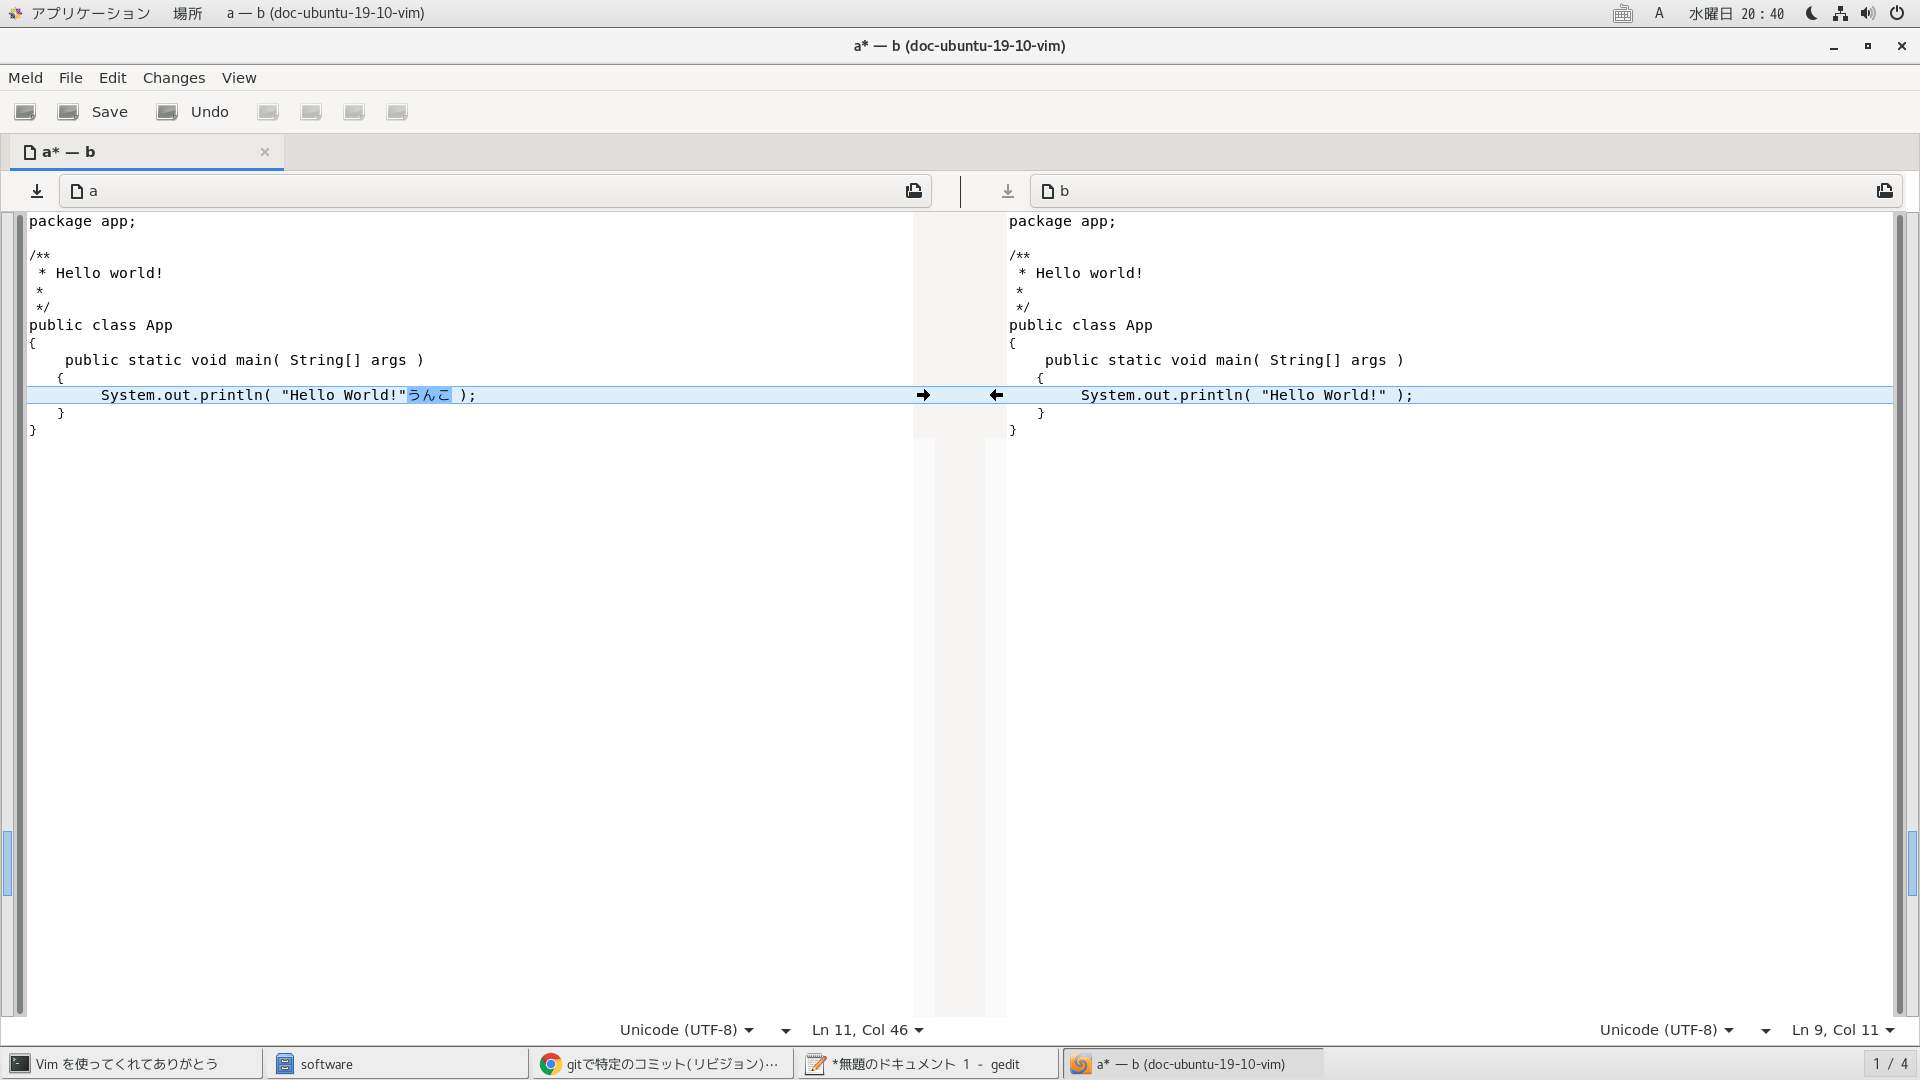 アプリケーション 場所 a — b (doc-ubuntu-19-10-vim) A 水曜日 20 : 40
a* — b (doc-ubuntu-19-10-vim)
Meld File Edit Changes View
Save Undo
a* — b
a
b
package app;
/**
 * Hello world!
 *
 */
public class App
{
    public static void main( String[] args )
    {
        System.out.println( "Hello World!"うんこ );
    }
}
package app;
/**
 * Hello world!
 *
 */
public class App
{
    public static void main( String[] args )
    {
        System.out.println( "Hello World!" );
    }
}
Unicode (UTF-8) Ln 11, Col 46
Unicode (UTF-8) Ln 9, Col 11
Vim を使ってくれてありがとう
software
gitで特定のコミット(リビジョン)…
*無題のドキュメント 1 - gedit
a* — b (doc-ubuntu-19-10-vim)
1 / 4